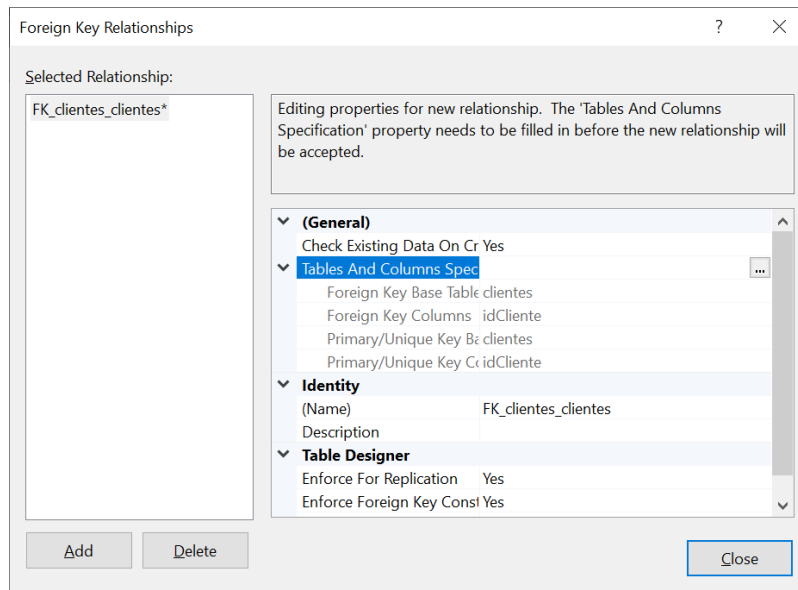 Foreign Key Relationships
?
Selected Relationship:
FK_clientes_clientes*
Editing properties for new relationship. The 'Tables And Columns
Specification' property needs to be filled in before the new relationship will
be accepted.
(General)
Check Existing Data On Cr Yes
Tables And Columns Spec ...
Foreign Key Base Table clientes
Foreign Key Columns idCliente
Primary/Unique Key Ba clientes
Primary/Unique Key Co idCliente
Identity
(Name) FK_clientes_clientes
Description
Table Designer
Enforce For Replication Yes
Enforce Foreign Key Const Yes
Add Delete
Close